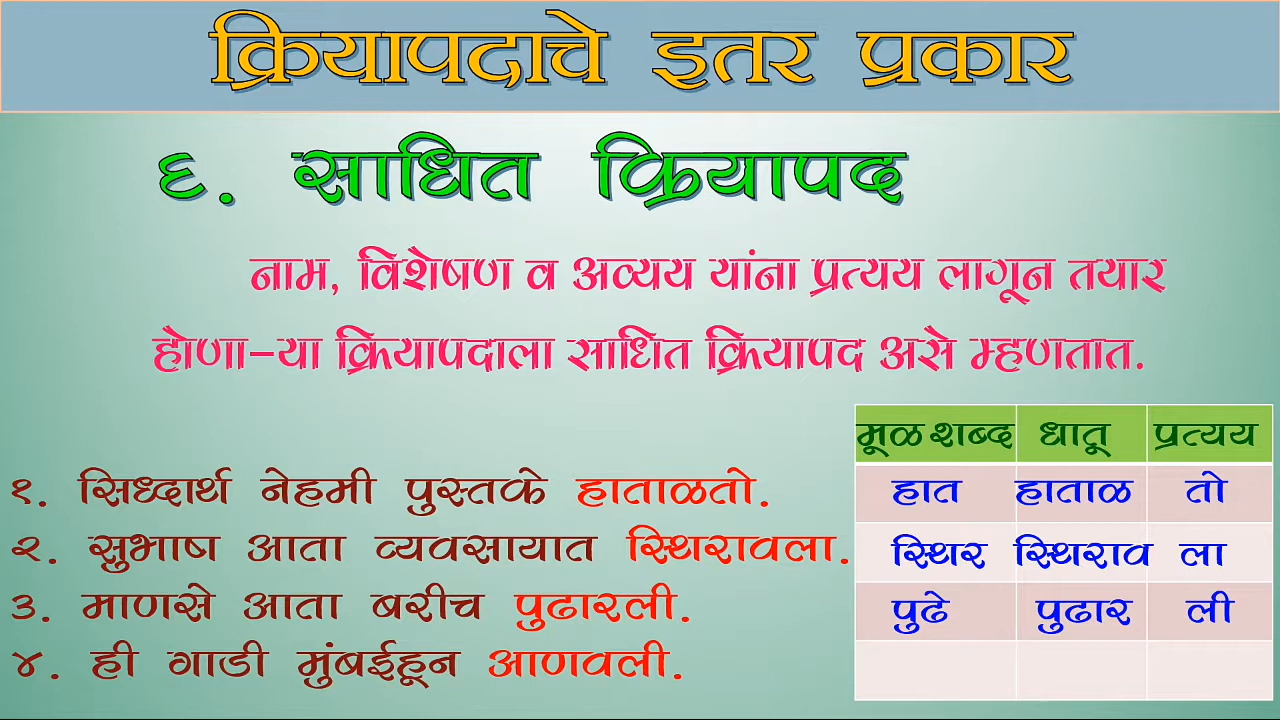 क्रियापदाचे इतर प्रकार
६. साधित क्रियापद
नाम, विशेषण व अव्यय यांना प्रत्यय लागून तयार
होणा-या क्रियापदाला साधित क्रियापद असे म्हणतात.
१. सिध्दार्थ नेहमी पुस्तके हाताळतो.
२. सुभाष आता व्यवसायात स्थिरावला.
३. माणसे आता बरीच पुढारली.
४. ही गाडी मुंबईहून आणवली.
मूळ शब्द धातू प्रत्यय
हात हाताळ तो
स्थिर स्थिराव ला
पुढे पुढार ली